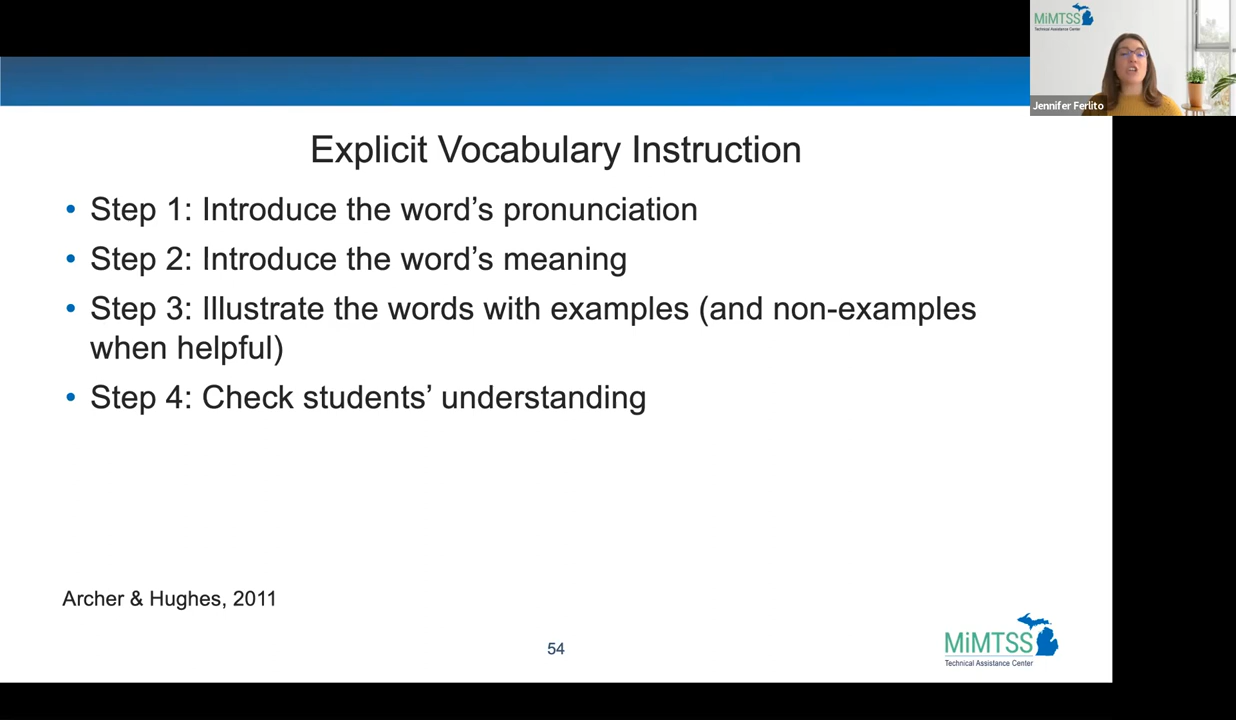 MiMTSS
Technical Assistance Center
Jennifer Ferlito
Explicit Vocabulary Instruction
• Step 1: Introduce the word’s pronunciation
• Step 2: Introduce the word’s meaning
• Step 3: Illustrate the words with examples (and non-examples
when helpful)
• Step 4: Check students’ understanding
Archer & Hughes, 2011
54
MiMTSS
Technical Assistance Center